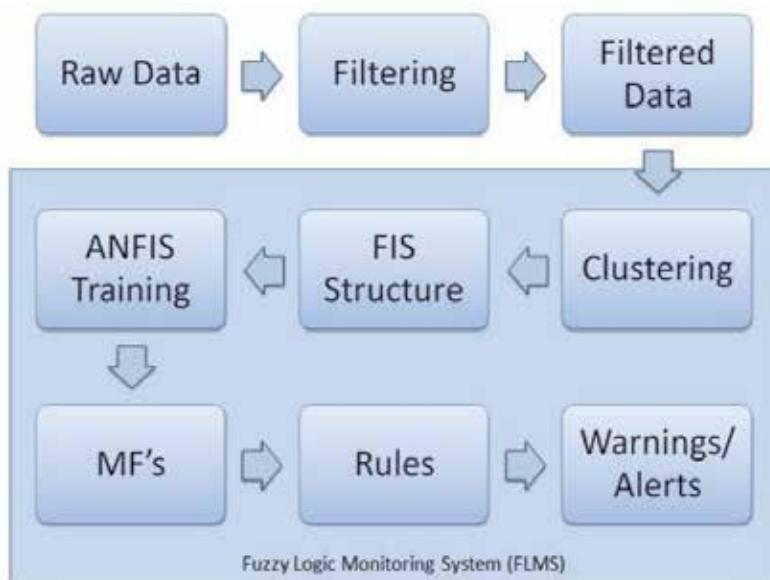 Raw Data
Filtering
Filtered
Data
Clustering
FIS
Structure
ANFIS
Training
MF's
Rules
Warnings/
Alerts
Fuzzy Logic Monitoring System (FLMS)